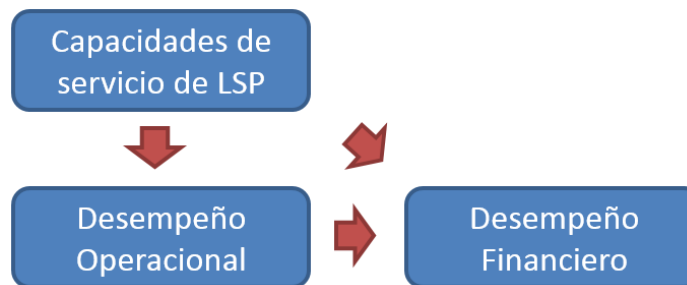 Capacidades de
servicio de LSP
Desempeño
Operacional
Desempeño
Financiero